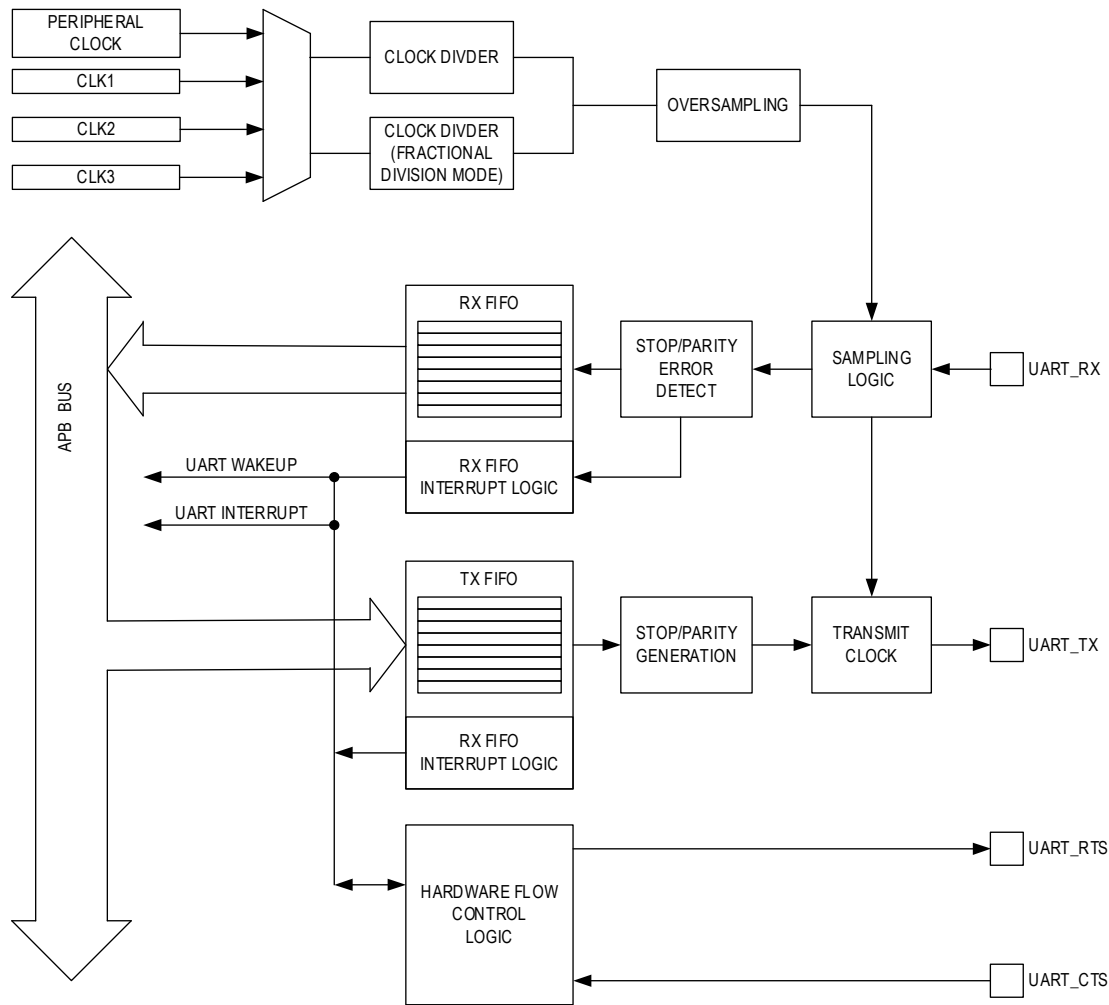 PERIPHERAL
CLOCK
CLK1
CLK2
CLK3
CLOCK DIVDER
CLOCK DIVDER
(FRACTIONAL
DIVISION MODE)
OVERSAMPLING
APB BUS
RX FIFO
STOP/PARITY
ERROR
DETECT
SAMPLING
LOGIC
UART_RX
UART WAKEUP
UART INTERRUPT
RX FIFO
INTERRUPT LOGIC
TX FIFO
STOP/PARITY
GENERATION
TRANSMIT
CLOCK
UART_TX
RX FIFO
INTERRUPT LOGIC
HARDWARE FLOW
CONTROL
LOGIC
UART_RTS
UART_CTS